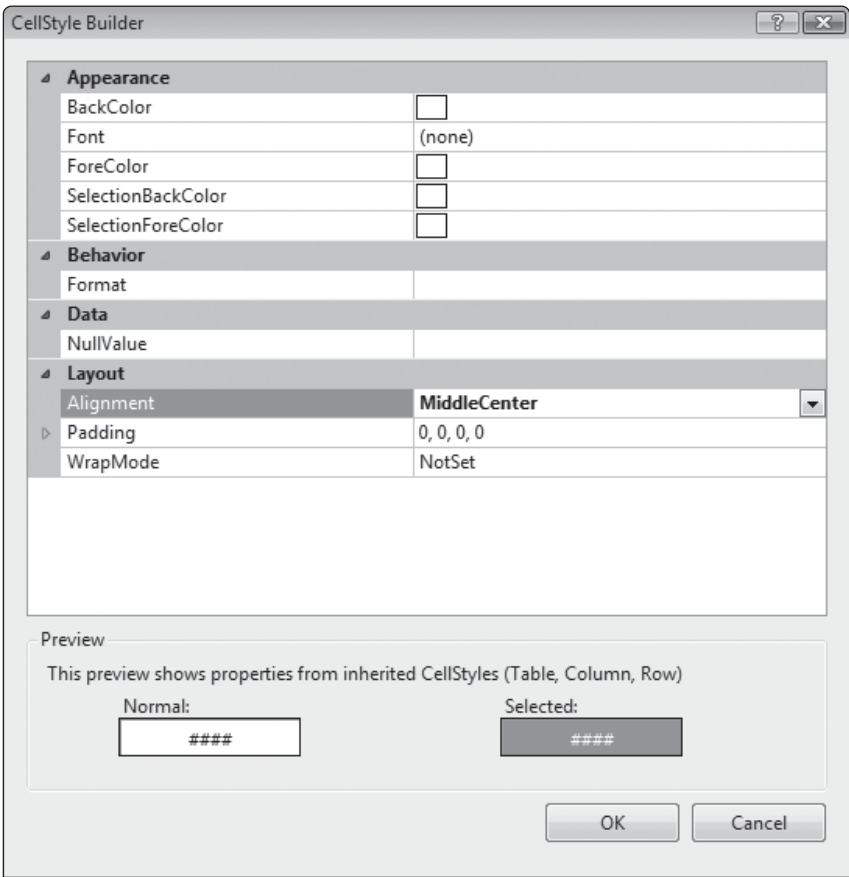 CellStyle Builder
Appearance
BackColor
Font (none)
ForeColor
SelectionBackColor
SelectionForeColor
Behavior
Format
Data
NullValue
Layout
Alignment MiddleCenter
Padding 0, 0, 0, 0
WrapMode NotSet
Preview
This preview shows properties from inherited CellStyles (Table, Column, Row)
Normal: Selected:
#### ####
OK Cancel